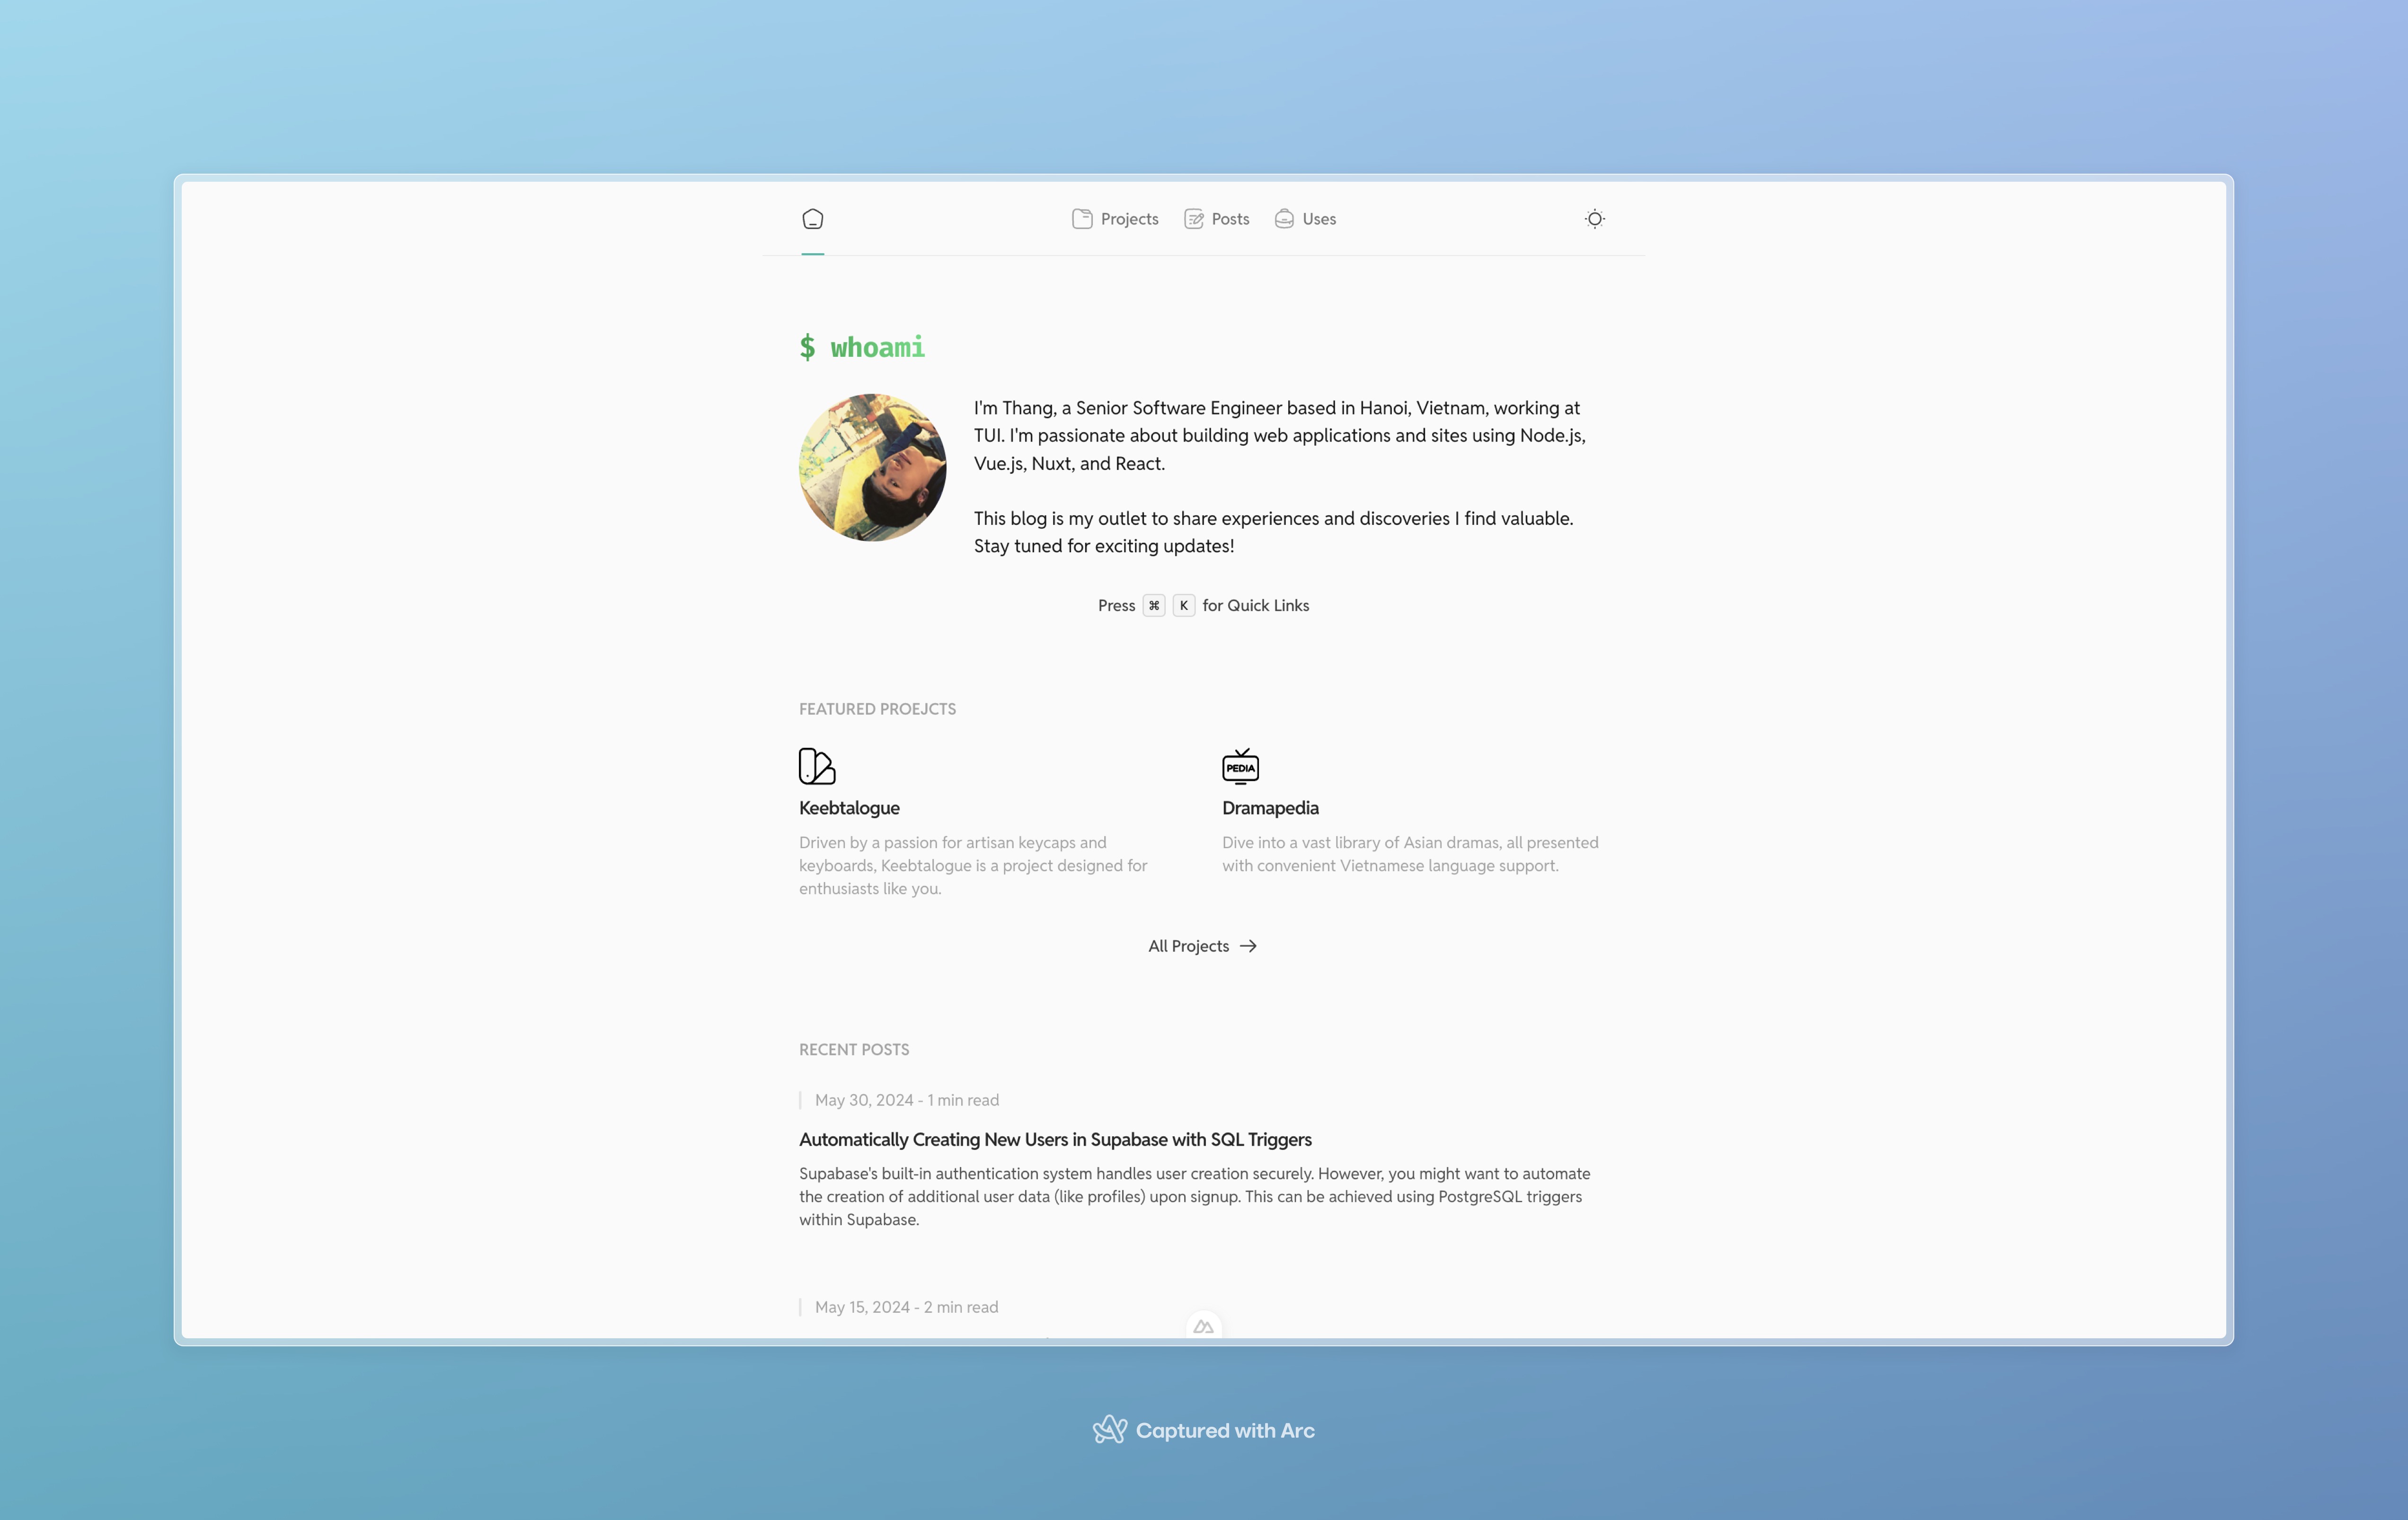 Projects Posts Uses
$ whoami
I'm Thang, a Senior Software Engineer based in Hanoi, Vietnam, working at
TUI. I'm passionate about building web applications and sites using Node.js,
Vue.js, Nuxt, and React.
This blog is my outlet to share experiences and discoveries I find valuable.
Stay tuned for exciting updates!
Press ⌘ K for Quick Links
FEATURED PROEJCTS
PEDIA
Keebtalogue
Driven by a passion for artisan keycaps and
keyboards, Keebtalogue is a project designed for
enthusiasts like you.
Dramapedia
Dive into a vast library of Asian dramas, all presented
with convenient Vietnamese language support.
All Projects →
RECENT POSTS
May 30, 2024 - 1 min read
Automatically Creating New Users in Supabase with SQL Triggers
Supabase's built-in authentication system handles user creation securely. However, you might want to automate
the creation of additional user data (like profiles) upon signup. This can be achieved using PostgreSQL triggers
within Supabase.
May 15, 2024 - 2 min read
Captured with Arc